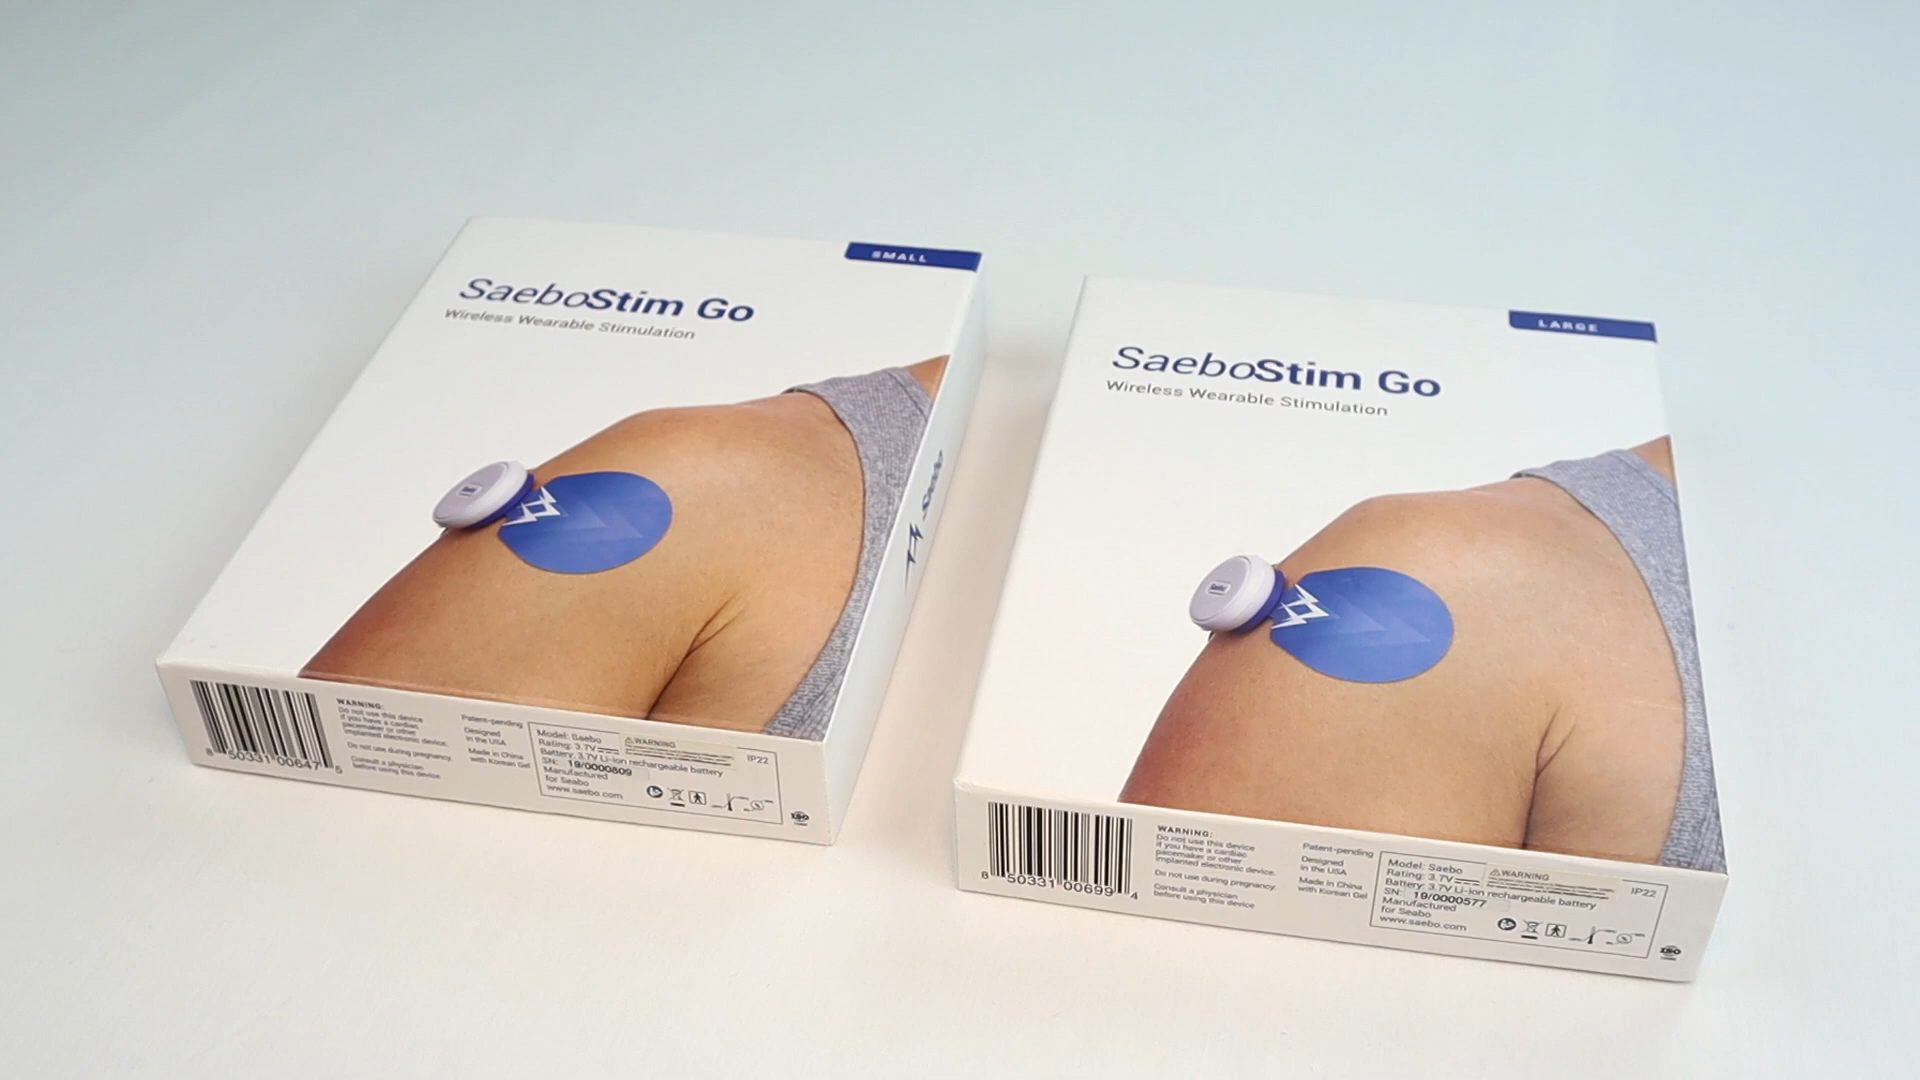 SMALL
SaeboStim Go
Wireless Wearable Stimulation
Saebo
Saebo
8 50331 00647 5
WARNING:
Do not use this device
if you have a cardiac
pacemaker or other
implanted electronic device.
Do not use during pregnancy.
Consult a physician
before using this device
Patent-pending
Designed
in the USA
Made in China
with Korean Gel
Model: Saebo
Rating: 3.7V
Battery: 3.7V Li-ion rechargeable battery
SN: 19/0000809
Manufactured
for Seabo
www.saebo.com
WARNING
IP22
ISO
LARGE
SaeboStim Go
Wireless Wearable Stimulation
Saebo
8 50331 00699 4
WARNING:
Do not use this device
if you have a cardiac
pacemaker or other
implanted electronic device.
Do not use during pregnancy.
Consult a physician
before using this device
Patent-pending
Designed
in the USA
Made in China
with Korean Gel
Model: Saebo
Rating: 3.7V
Battery: 3.7V Li-ion rechargeable battery
SN: 19/0000577
Manufactured
for Seabo
www.saebo.com
WARNING
IP22
ISO